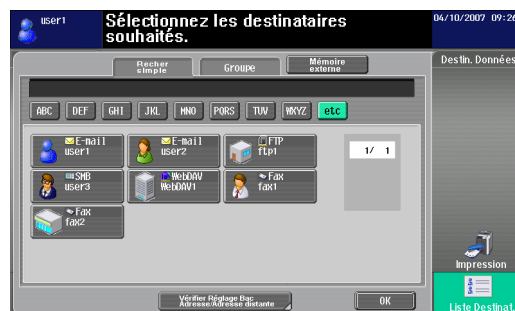 user1
Sélectionnez les destinataires
souhaités.
04/10/2007 09:26
Recher
simple
Groupe
Mémoire
externe
Destin. Données
ABC DEF GHI JKL MNO PQRS TUV WXYZ etc
E-mail
user1
E-mail
user2
FTP
ftp1
1/ 1
SMB
user3
WebDAV
WebDAV1
Fax
fax1
Fax
fax2
Impression
Vérifier Réglage Bac
Adresse/Adresse distante
OK
Liste Destinat.